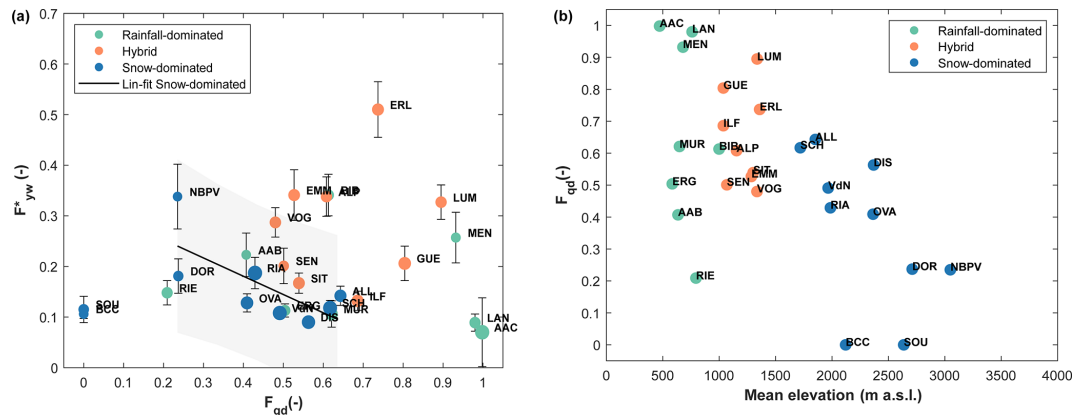 (a)
Rainfall-dominated
Hybrid
Snow-dominated
Lin-fit Snow-dominated
F*yw (-)
0.6
0.5
0.4
0.3
0.2
0.1
0
ERL
NBPV
EMM
ALP
LUM
VOG
MEN
AAB
SEN
RIA
GUE
DOR
RIE
SIT
OVA
ERG
VdN
SCH
ALL
ILF
MUR
DIS
SOU
BCC
LAN
AAC
0 0.1 0.2 0.3 0.4 0.5 0.6 0.7 0.8 0.9 1
Fqd(-)
(b)
Rainfall-dominated
Hybrid
Snow-dominated
Fqd(-)
1
0.9
0.8
0.7
0.6
0.5
0.4
0.3
0.2
0.1
0
AAC
LAN
MEN
LUM
GUE
ERL
ILF
ALL
MUR
BIB
ALP
SCH
DIS
SIT
EMM
ERG
SEN
VOG
VdN
RIA
OVA
AAB
DOR
NBPV
RIE
BCC
SOU
0 500 1000 1500 2000 2500 3000 3500 4000
Mean elevation (m a.s.l.)